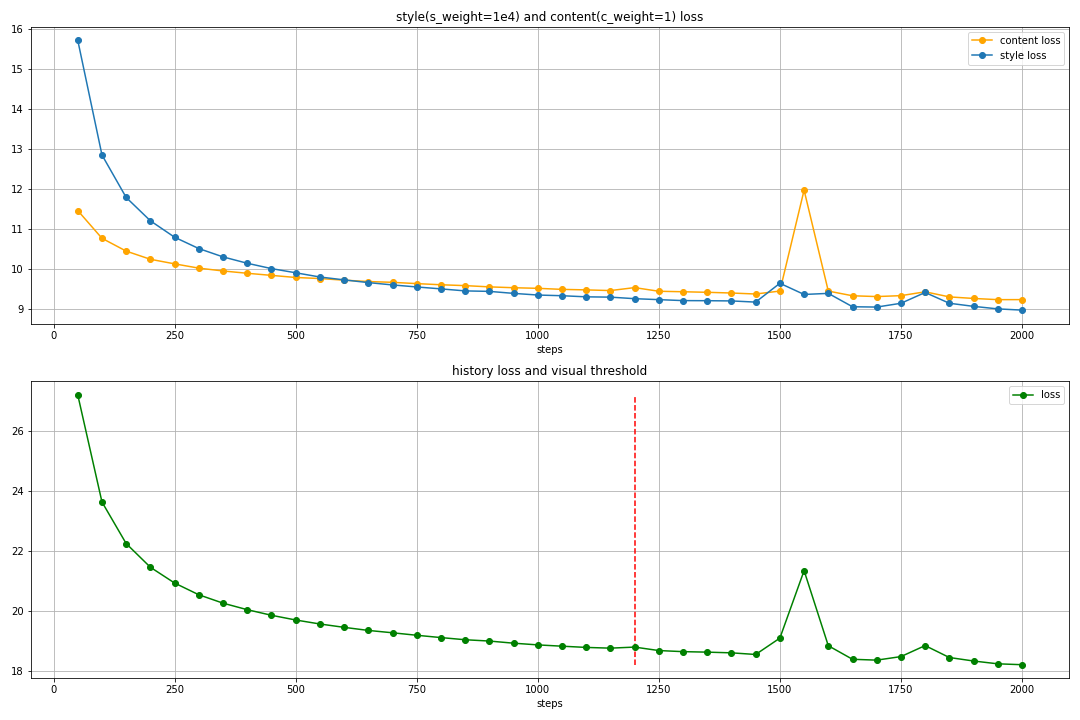 style(s_weight=1e4) and content(c_weight=1) loss
content loss
style loss
16
15
14
13
12
11
10
9
0 250 500 750 1000 1250 1500 1750 2000
steps
history loss and visual threshold
loss
26
24
22
20
18
0 250 500 750 1000 1250 1500 1750 2000
steps